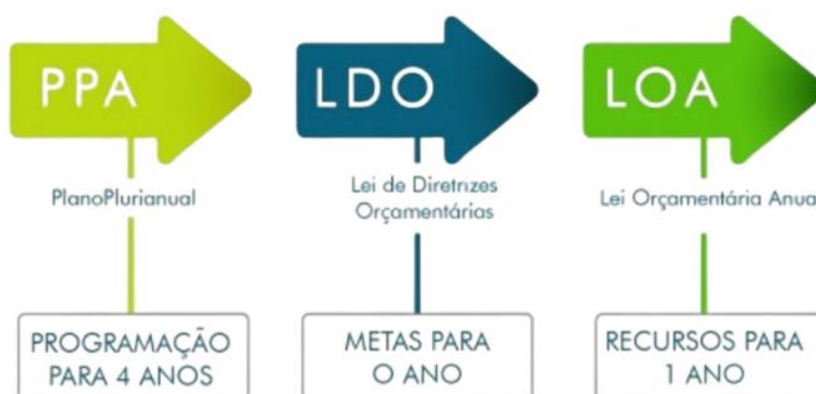 PPA
LDO
LOA
PlanoPlurianual
Lei de Diretrizes
Orçamentárias
Lei Orçamentária Anua
PROGRAMAÇÃO
PARA 4 ANOS
METAS PARA
O ANO
RECURSOS PARA
1 ANO